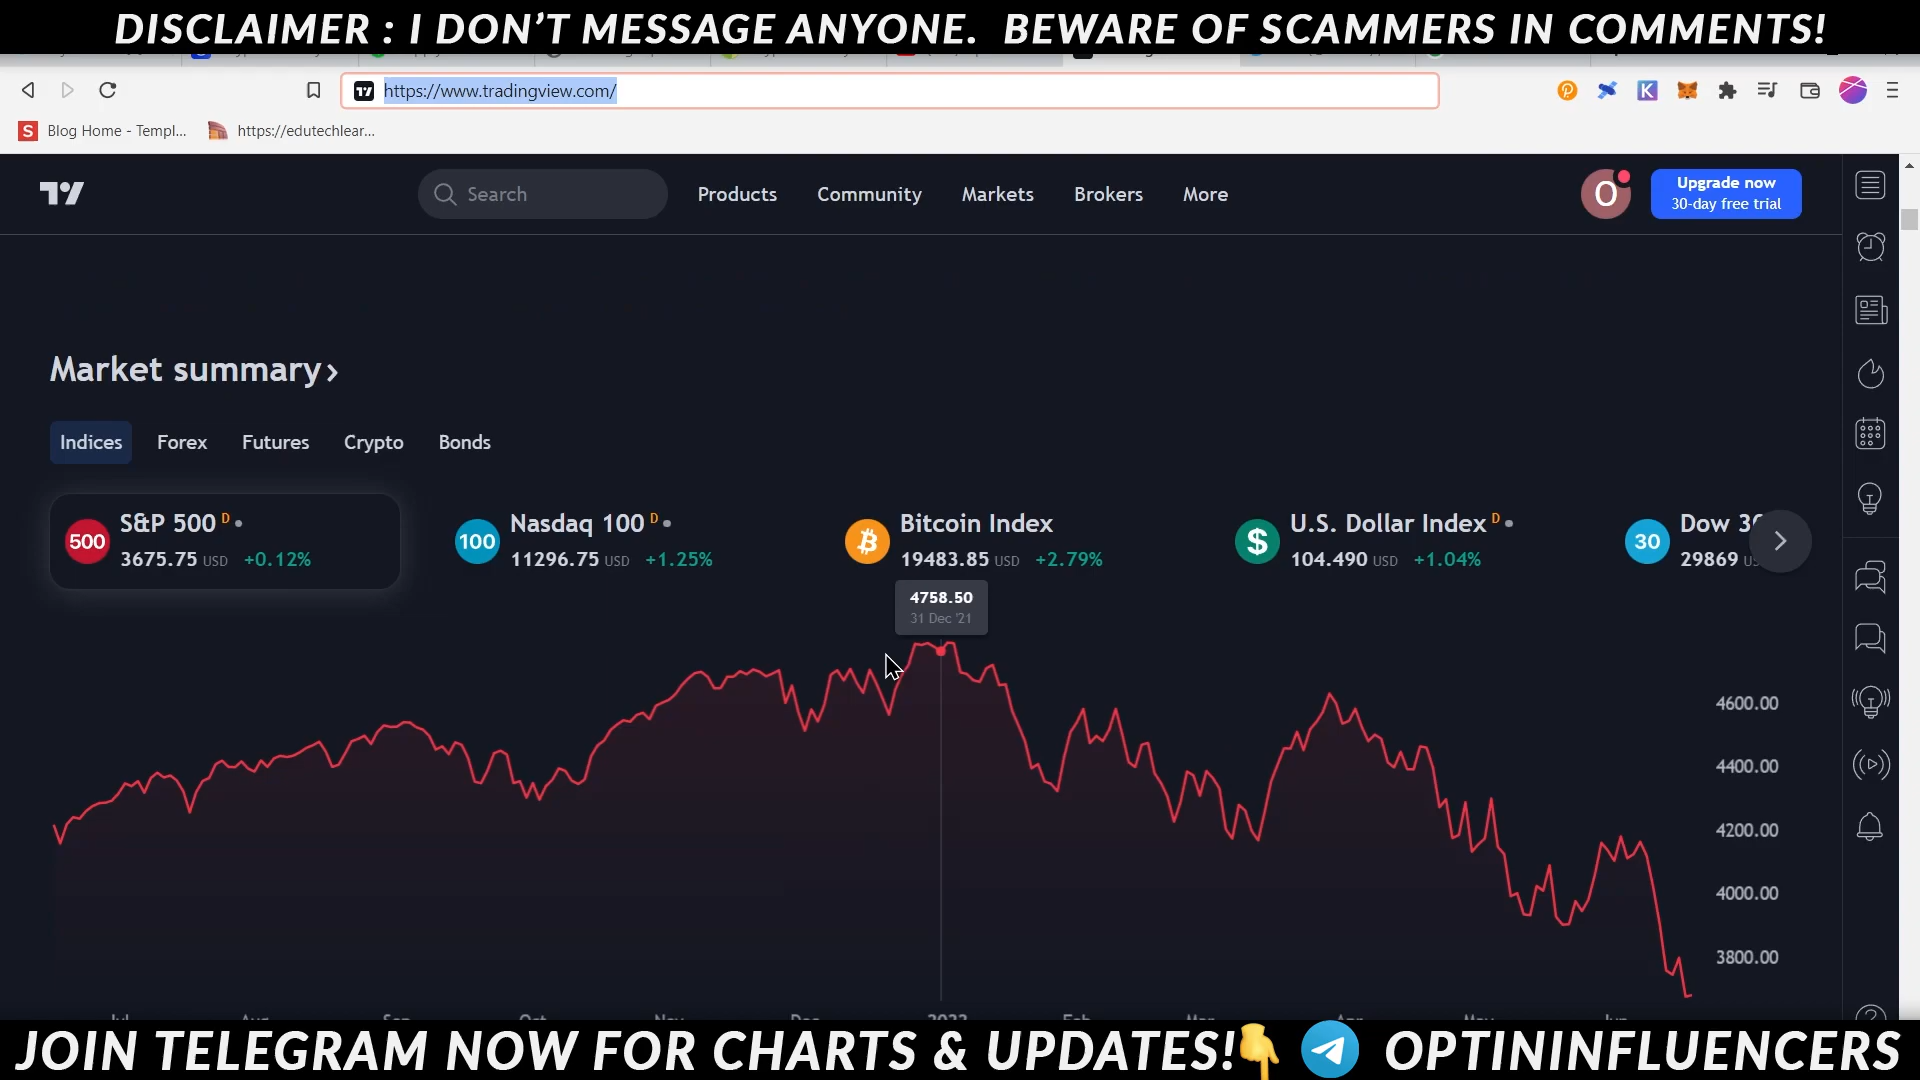 DISCLAIMER : I DON'T MESSAGE ANYONE. BEWARE OF SCAMMERS IN COMMENTS!
https://www.tradingview.com/
Blog Home - Templ...
https://edutechlear...
Search
Products
Community
Markets
Brokers
More
O
Upgrade now
30-day free trial
Market summary›
Indices
Forex
Futures
Crypto
Bonds
500
S&P 500 D
3675.75 USD +0.12%
100
Nasdaq 100 D
11296.75 USD +1.25%
Bitcoin Index
19483.85 USD +2.79%
$
U.S. Dollar Index D
104.490 USD +1.04%
30
Dow 3
29869
4758.50
31 Dec '21
4600.00
4400.00
4200.00
4000.00
3800.00
JOIN TELEGRAM NOW FOR CHARTS & UPDATES!👇 OPTININFLUENCERS